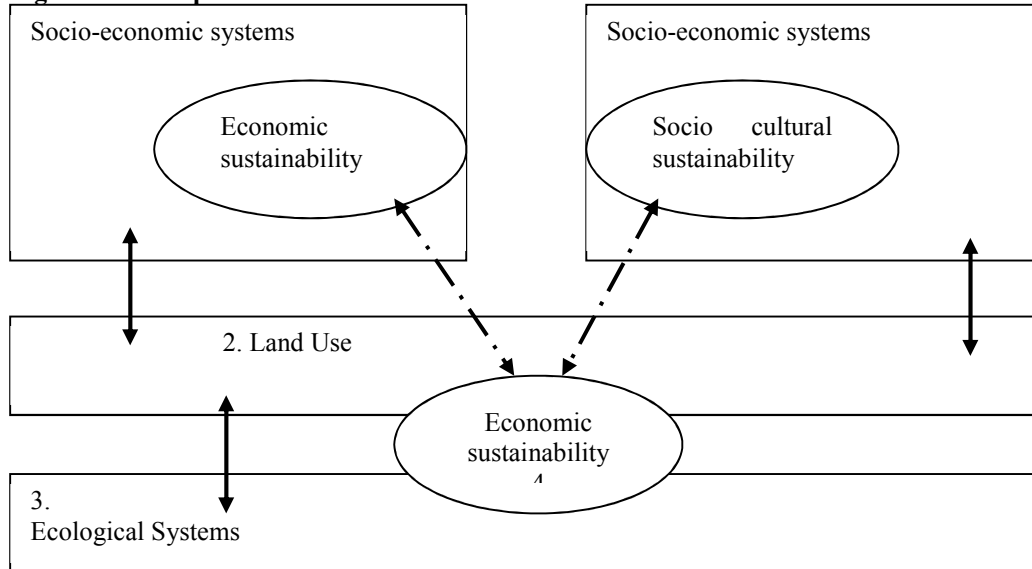 Socio-economic systems
Economic
sustainability
Socio-economic systems
Socio cultural
sustainability
2. Land Use
Economic
sustainability
3.
Ecological Systems